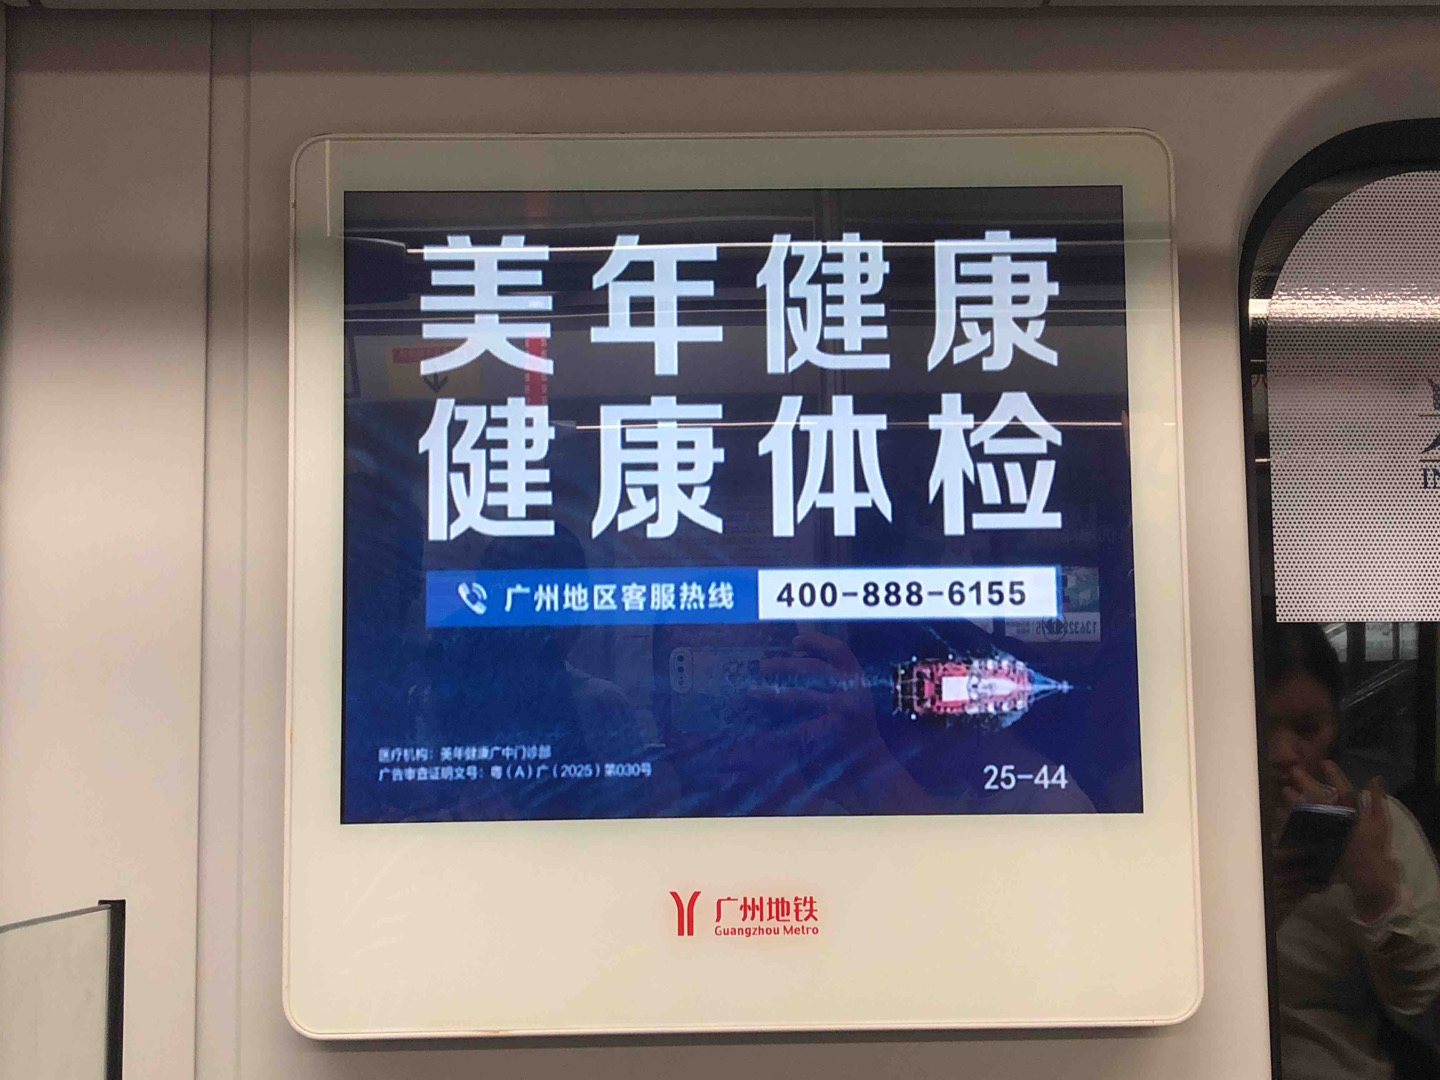 美年健康
健康体检
广州地区客服热线 400-888-6155
医疗机构：美年健康广中门诊部
广告审查证明文号：粤（A）广（2025）第030号
25-44
广州地铁
Guangzhou Metro
IN